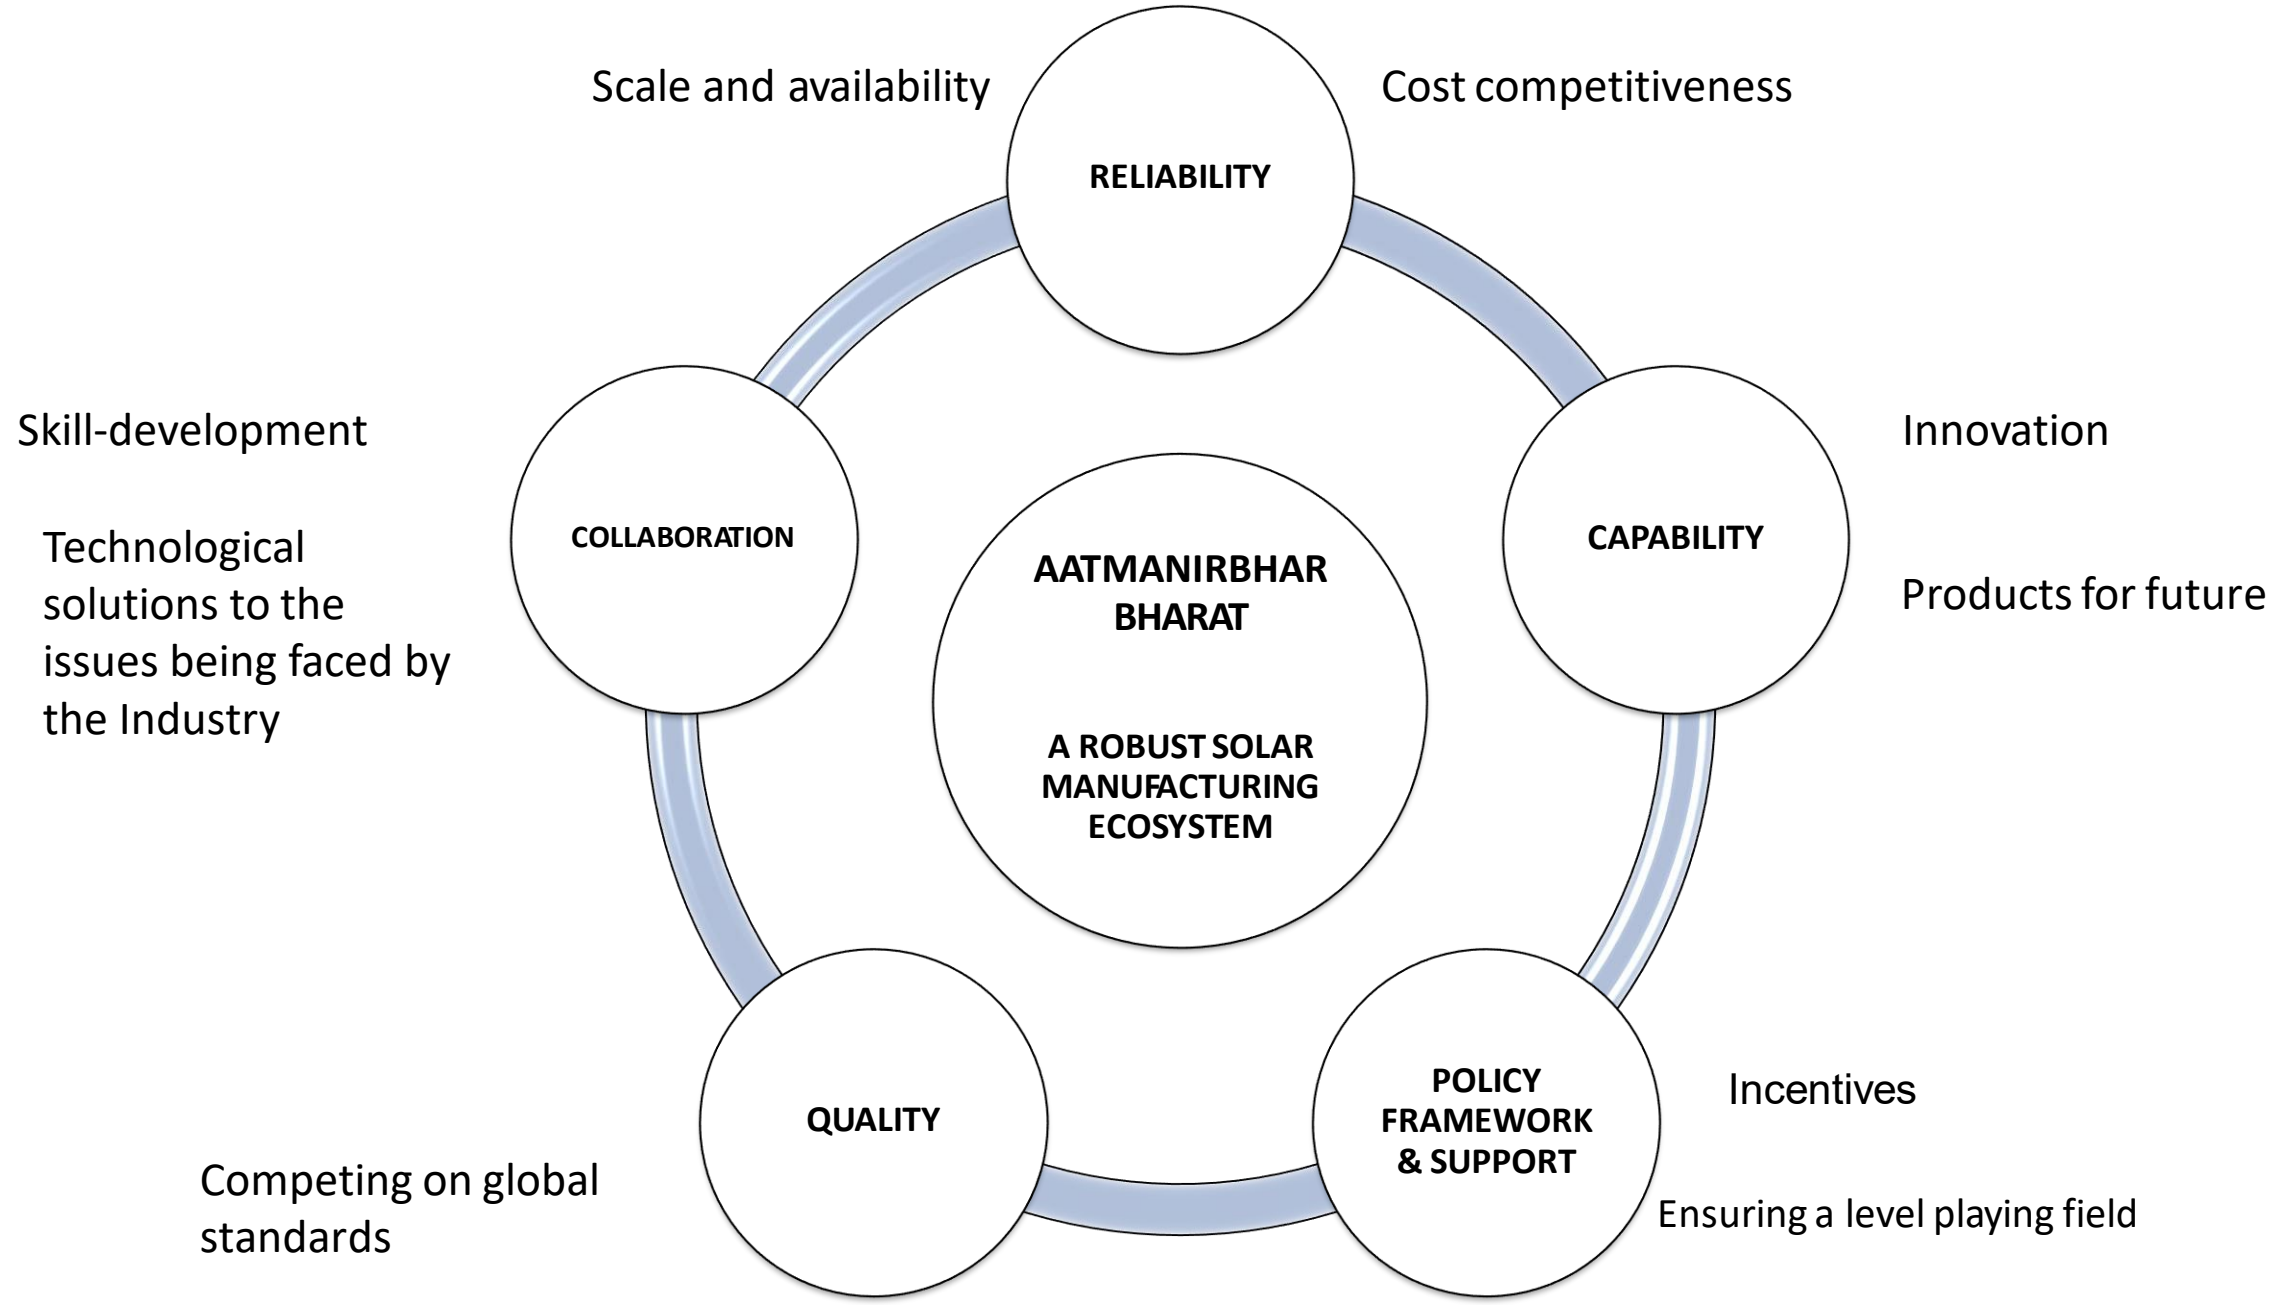 Scale and availability
Cost competitiveness
RELIABILITY
Skill-development
Technological
solutions to the
issues being faced by
the Industry
COLLABORATION
AATMANIRBHAR
BHARAT
A ROBUST SOLAR
MANUFACTURING
ECOSYSTEM
CAPABILITY
Innovation
Products for future
QUALITY
Competing on global
standards
POLICY
FRAMEWORK
& SUPPORT
Incentives
Ensuring a level playing field